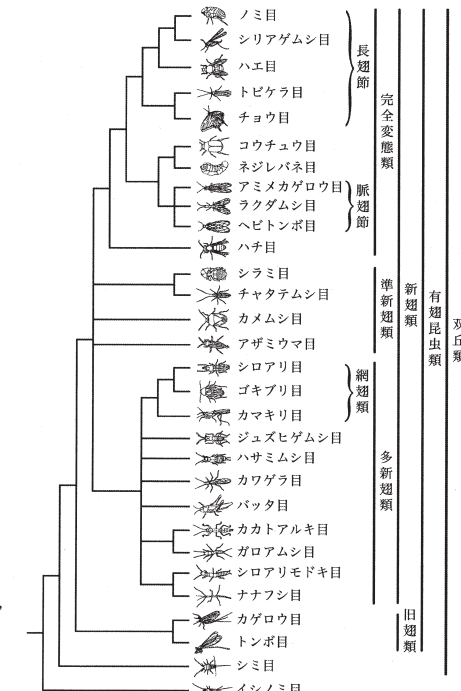 ノミ目
シリアゲムシ目
ハエ目
トビケラ目
チョウ目
コウチュウ目
ネジレバネ目
アミメカゲロウ目
ラクダムシ目
ヘビトンボ目
ハチ目
シラミ目
チャタテムシ目
カメムシ目
アザミウマ目
シロアリ目
ゴキブリ目
カマキリ目
ジュズヒゲムシ目
ハサミムシ目
カワゲラ目
バッタ目
カカトアルキ目
ガロアムシ目
シロアリモドキ目
ナナフシ目
カゲロウ目
トンボ目
シミ目
イシノミ目
長翅節
脈翅節
網翅類
完全変態類
準新翅類
多新翅類
新翅類
旧翅類
有翅昆虫類
双丘類